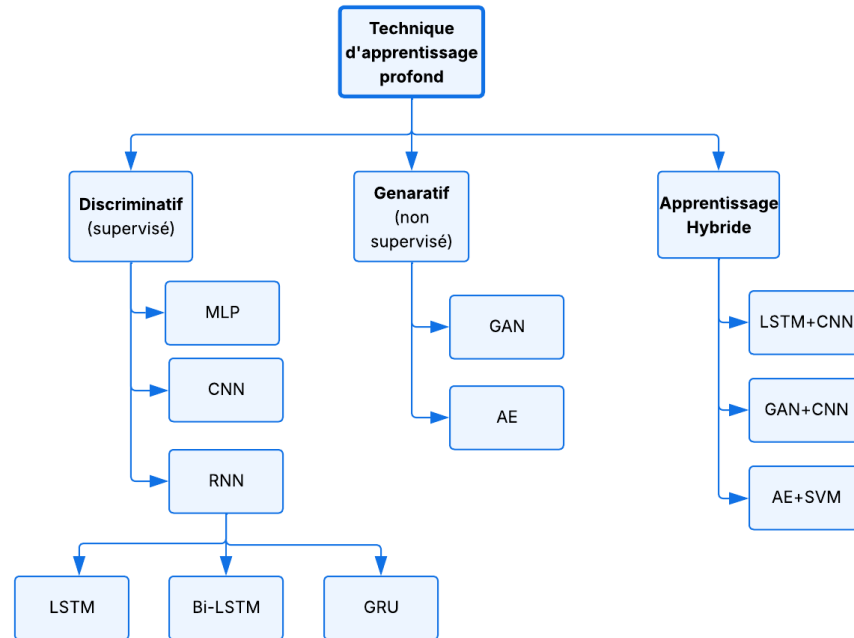 Technique
d'apprentissage
profond
Discriminatif
(supervisé)
Genaratif
(non
supervisé)
Apprentissage
Hybride
MLP
CNN
RNN
GAN
AE
LSTM+CNN
GAN+CNN
AE+SVM
LSTM
Bi-LSTM
GRU